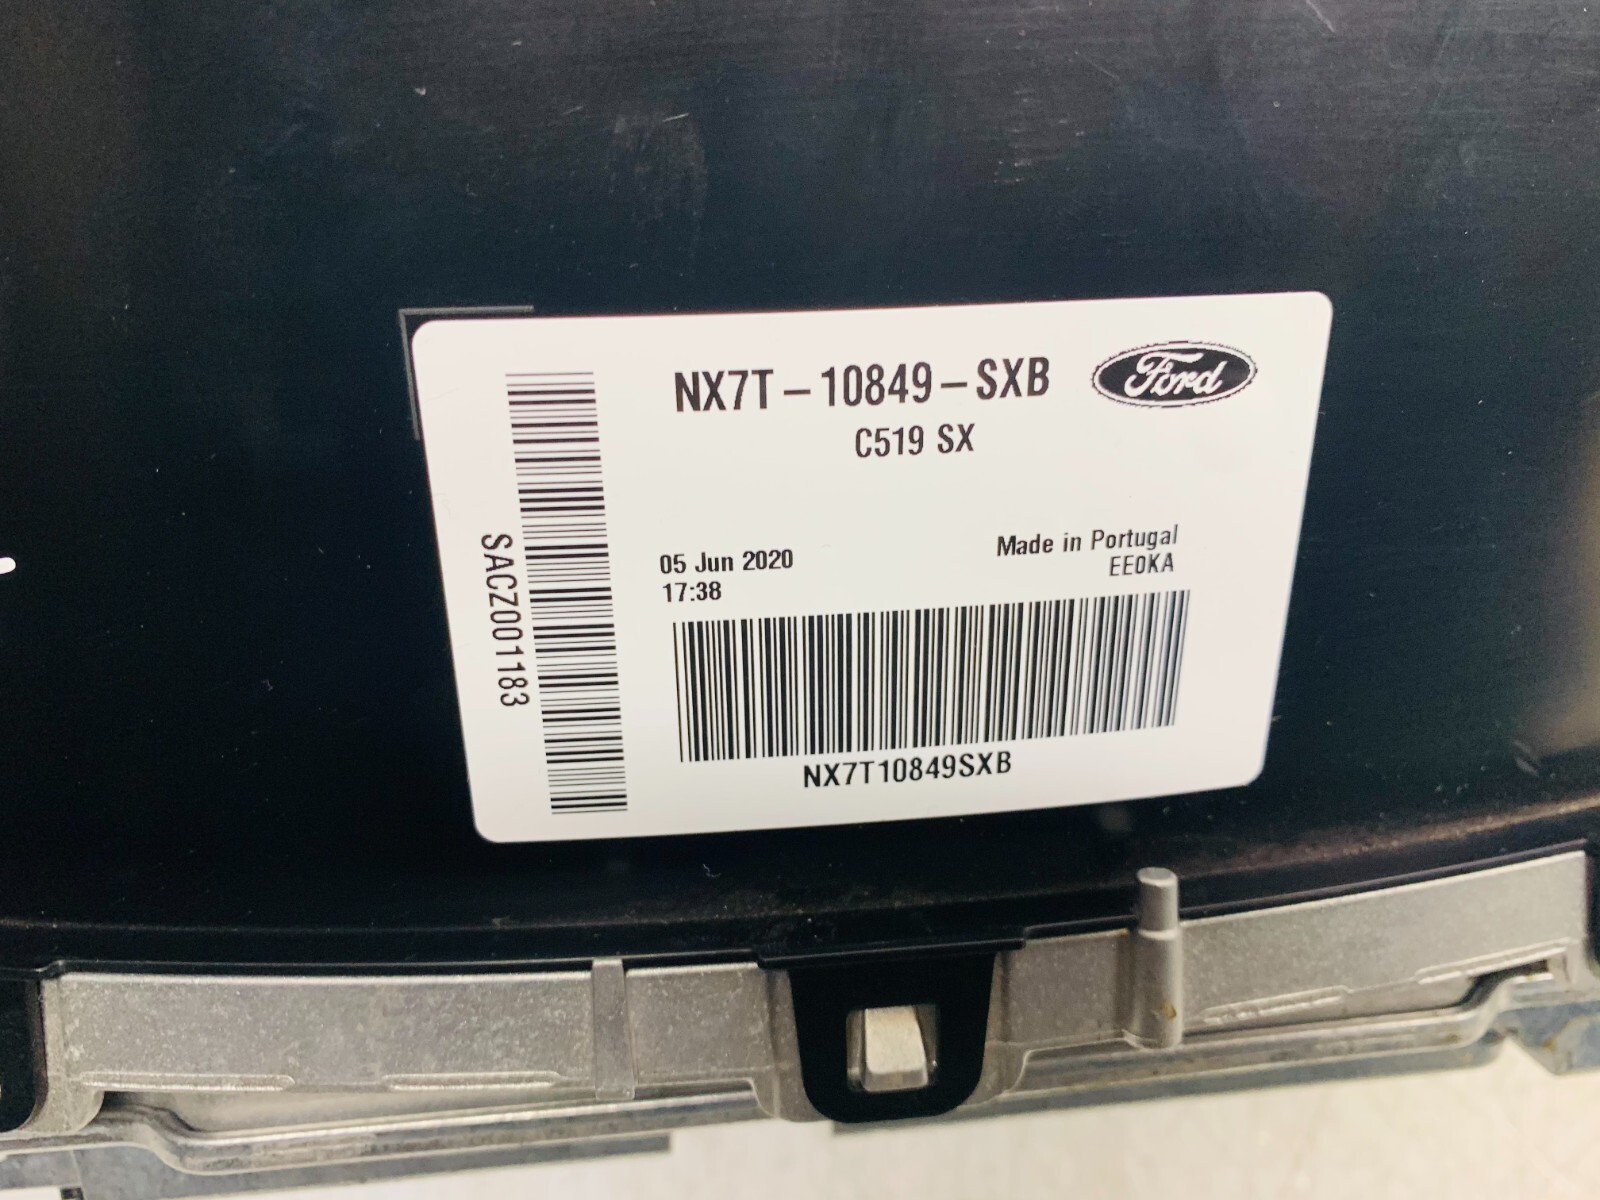 NX7T-10849-SXB
Ford
C519 SX
05 Jun 2020
17:38
Made in Portugal
EE0KA
SACZ001183
NX7T10849SXB